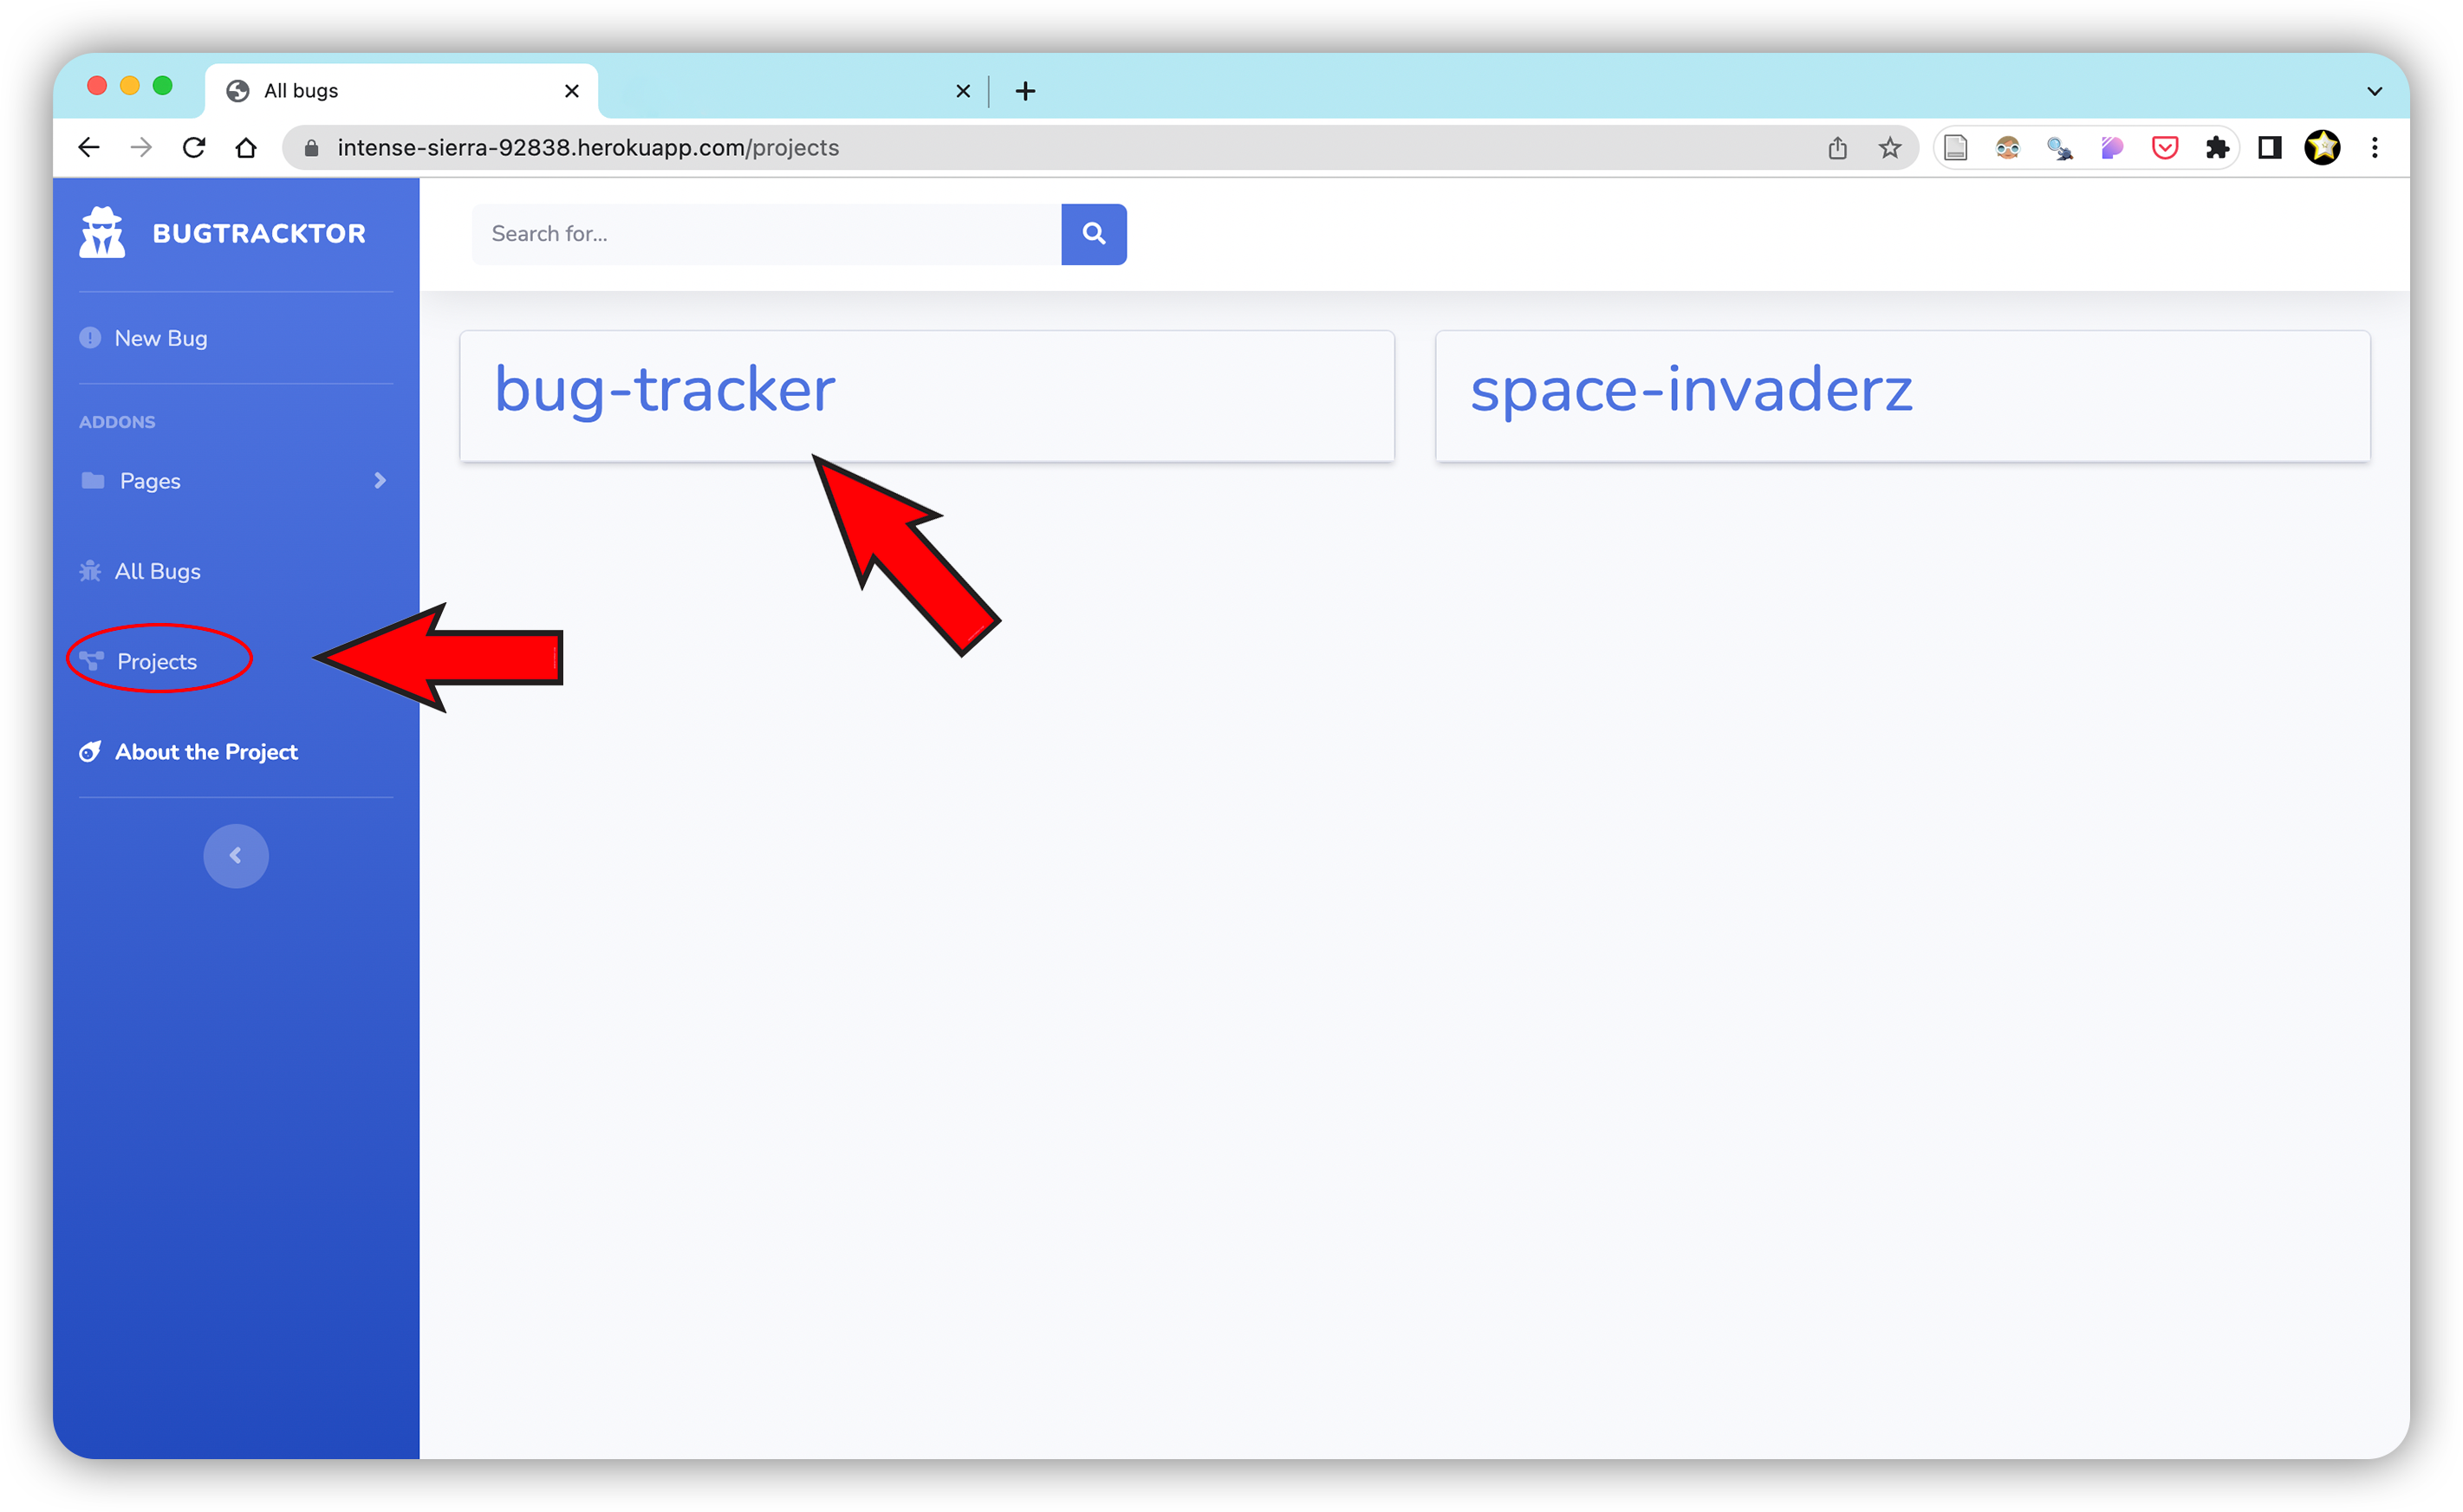 All bugs
intense-sierra-92838.herokuapp.com/projects
BUGTRACKTOR
Search for...
New Bug
bug-tracker
space-invaderz
ADDONS
Pages
All Bugs
Projects
About the Project